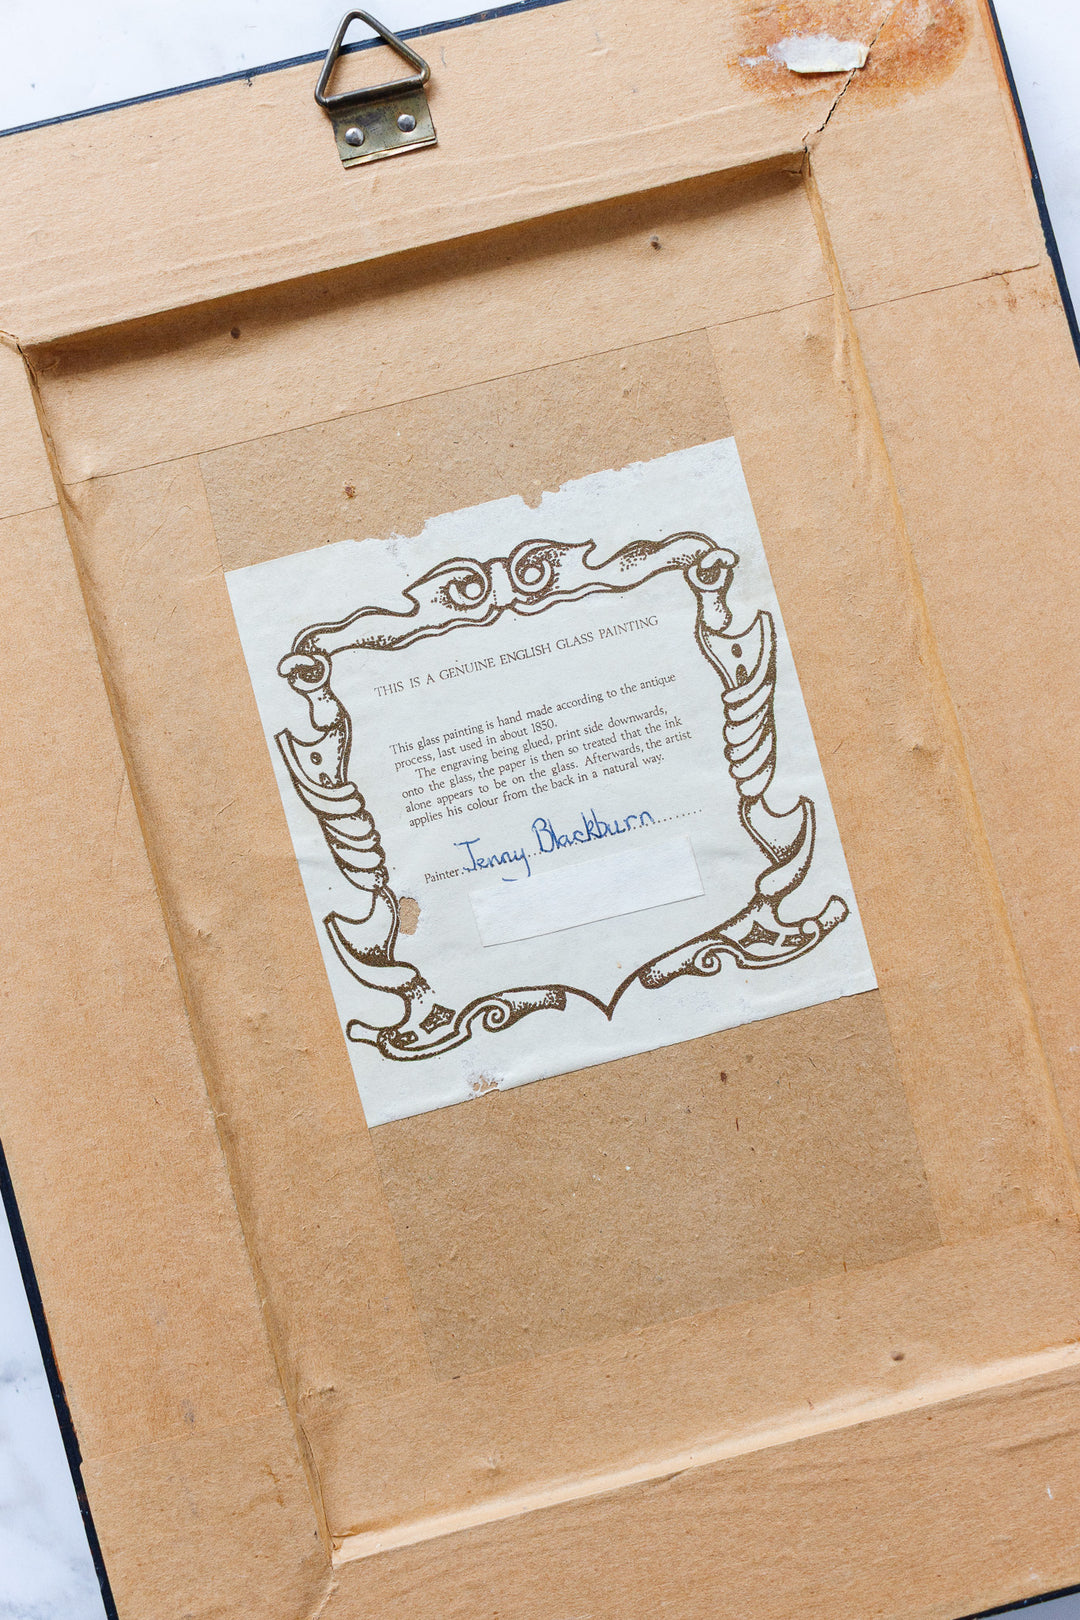 THIS IS A GENUINE ENGLISH GLASS PAINTING
This glass painting is hand made according to the antique
process, last used in about 1850.
The engraving being glued, print side downwards,
onto the glass, the paper is then so treated that the ink
alone appears to be on the glass. Afterwards, the artist
applies his colour from the back in a natural way.
Painter. Jenny Blackburn